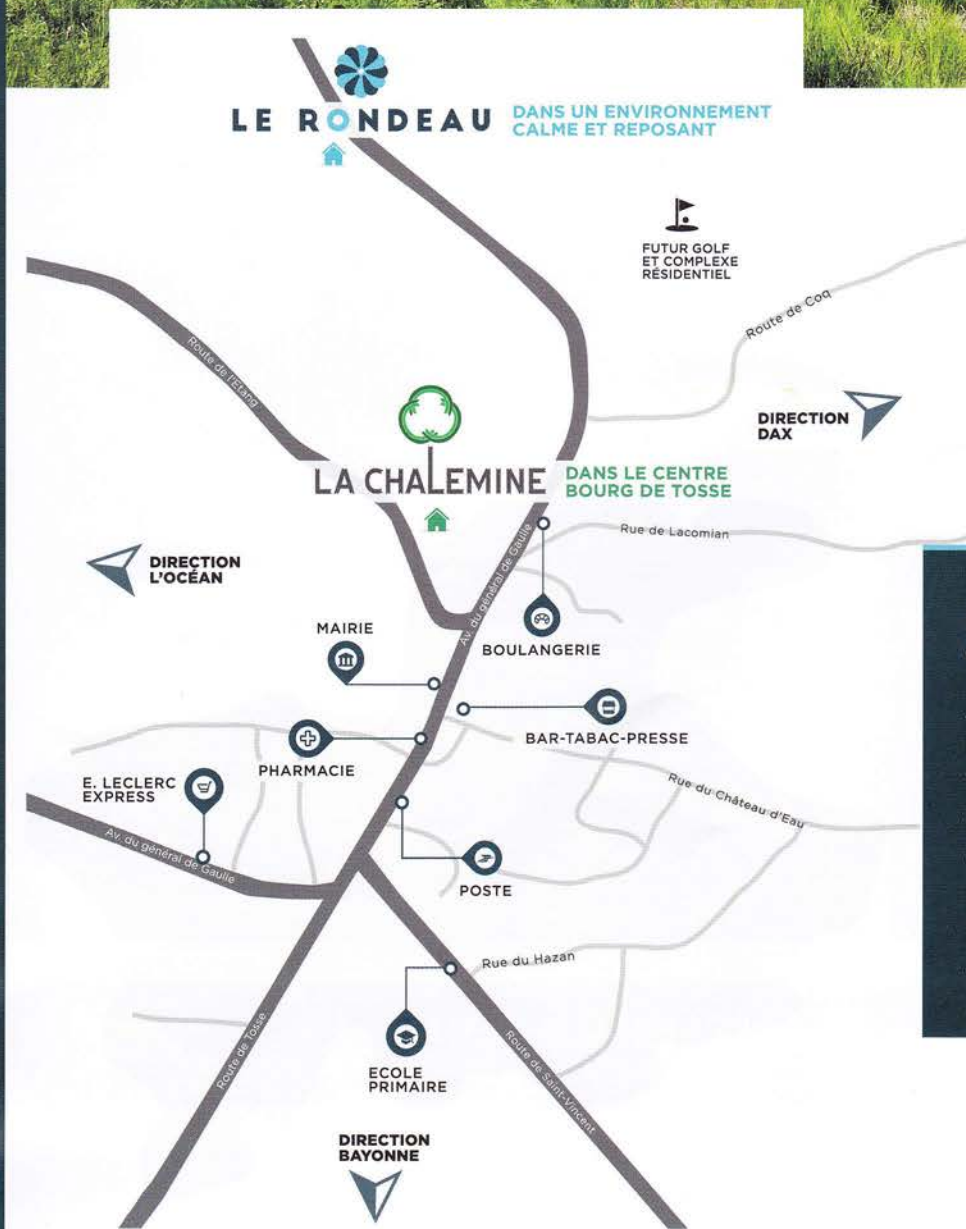 LE RONDEAU
DANS UN ENVIRONNEMENT
CALME ET REPOSANT
FUTUR GOLF
ET COMPLEXE
RÉSIDENTIEL
Route de Coq
Route de l'Etang
DIRECTION
DAX
LA CHALEMINE
DANS LE CENTRE
BOURG DE TOSSE
Rue de Lacomian
Av. du général de Gaulle
DIRECTION
L'OCÉAN
MAIRIE
BOULANGERIE
BAR-TABAC-PRESSE
PHARMACIE
E. LECLERC
EXPRESS
Rue du Château d'Eau
Av. du général de Gaulle
POSTE
Rue du Hazan
ECOLE
PRIMAIRE
Route de Tosse
Route de Saint-Vincent
DIRECTION
BAYONNE